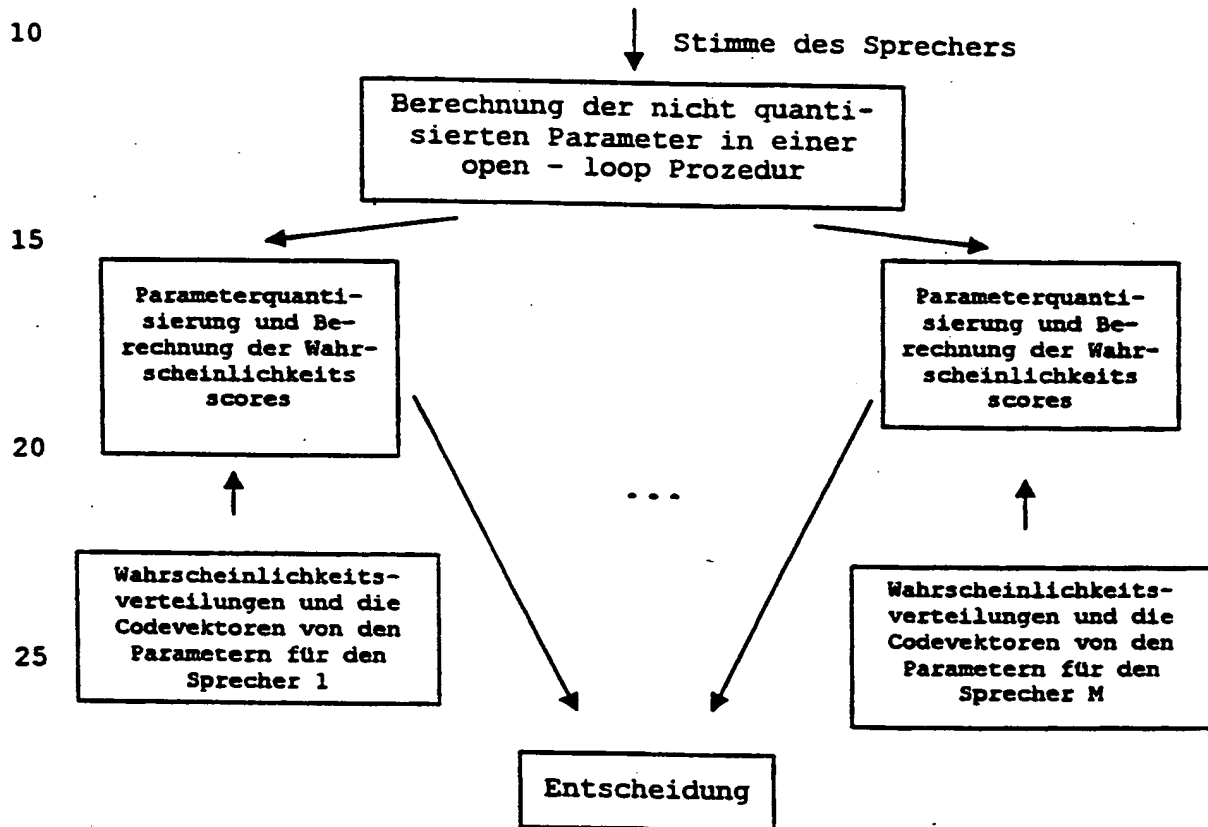 10
Stimme des Sprechers
Berechnung der nicht quanti-
sierten Parameter in einer
open - loop Prozedur
15
Parameterquanti-
sierung und Be-
rechnung der Wahr-
scheinlichkeits
scores
Parameterquanti-
sierung und Be-
rechnung der Wahr-
scheinlichkeits
scores
20
...
Wahrscheinlichkeits-
verteilungen und die
Codevektoren von den
Parametern für den
Sprecher 1
25
Wahrscheinlichkeits-
verteilungen und die
Codevektoren von den
Parametern für den
Sprecher M
Entscheidung